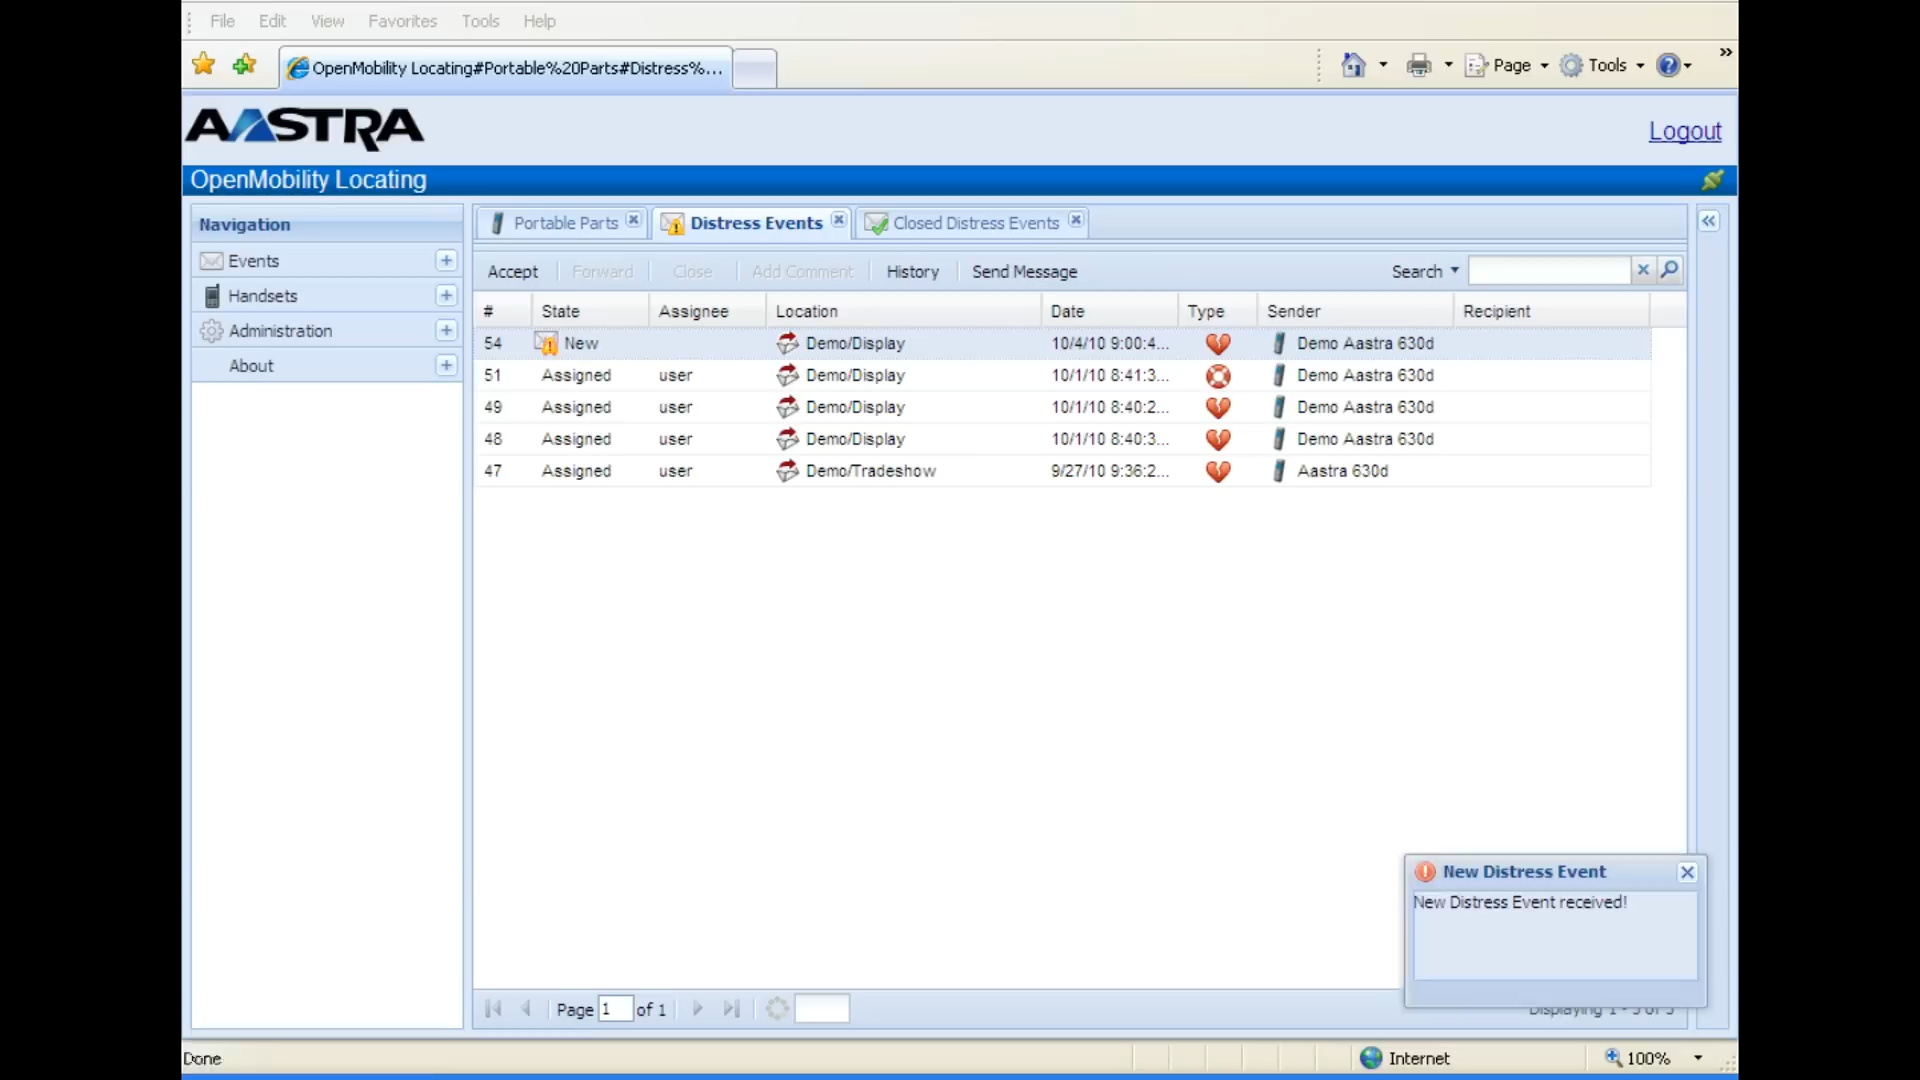 File Edit View Favorites Tools Help
OpenMobility Locating#Portable%20Parts#Distress%...
Page Tools »
AASTRA
Logout
OpenMobility Locating
Navigation
Events
Handsets
Administration
About
Portable Parts Distress Events Closed Distress Events
Accept Forward Close Add Comment History Send Message Search
# State Assignee Location Date Type Sender Recipient
54 New Demo/Display 10/4/10 9:00:4... Demo Aastra 630d
51 Assigned user Demo/Display 10/1/10 8:41:3... Demo Aastra 630d
49 Assigned user Demo/Display 10/1/10 8:40:2... Demo Aastra 630d
48 Assigned user Demo/Display 10/1/10 8:40:3... Demo Aastra 630d
47 Assigned user Demo/Tradeshow 9/27/10 9:36:2... Aastra 630d
New Distress Event
New Distress Event received!
Page 1 of 1
Displaying 1 - 5 of 5
Done Internet 100%